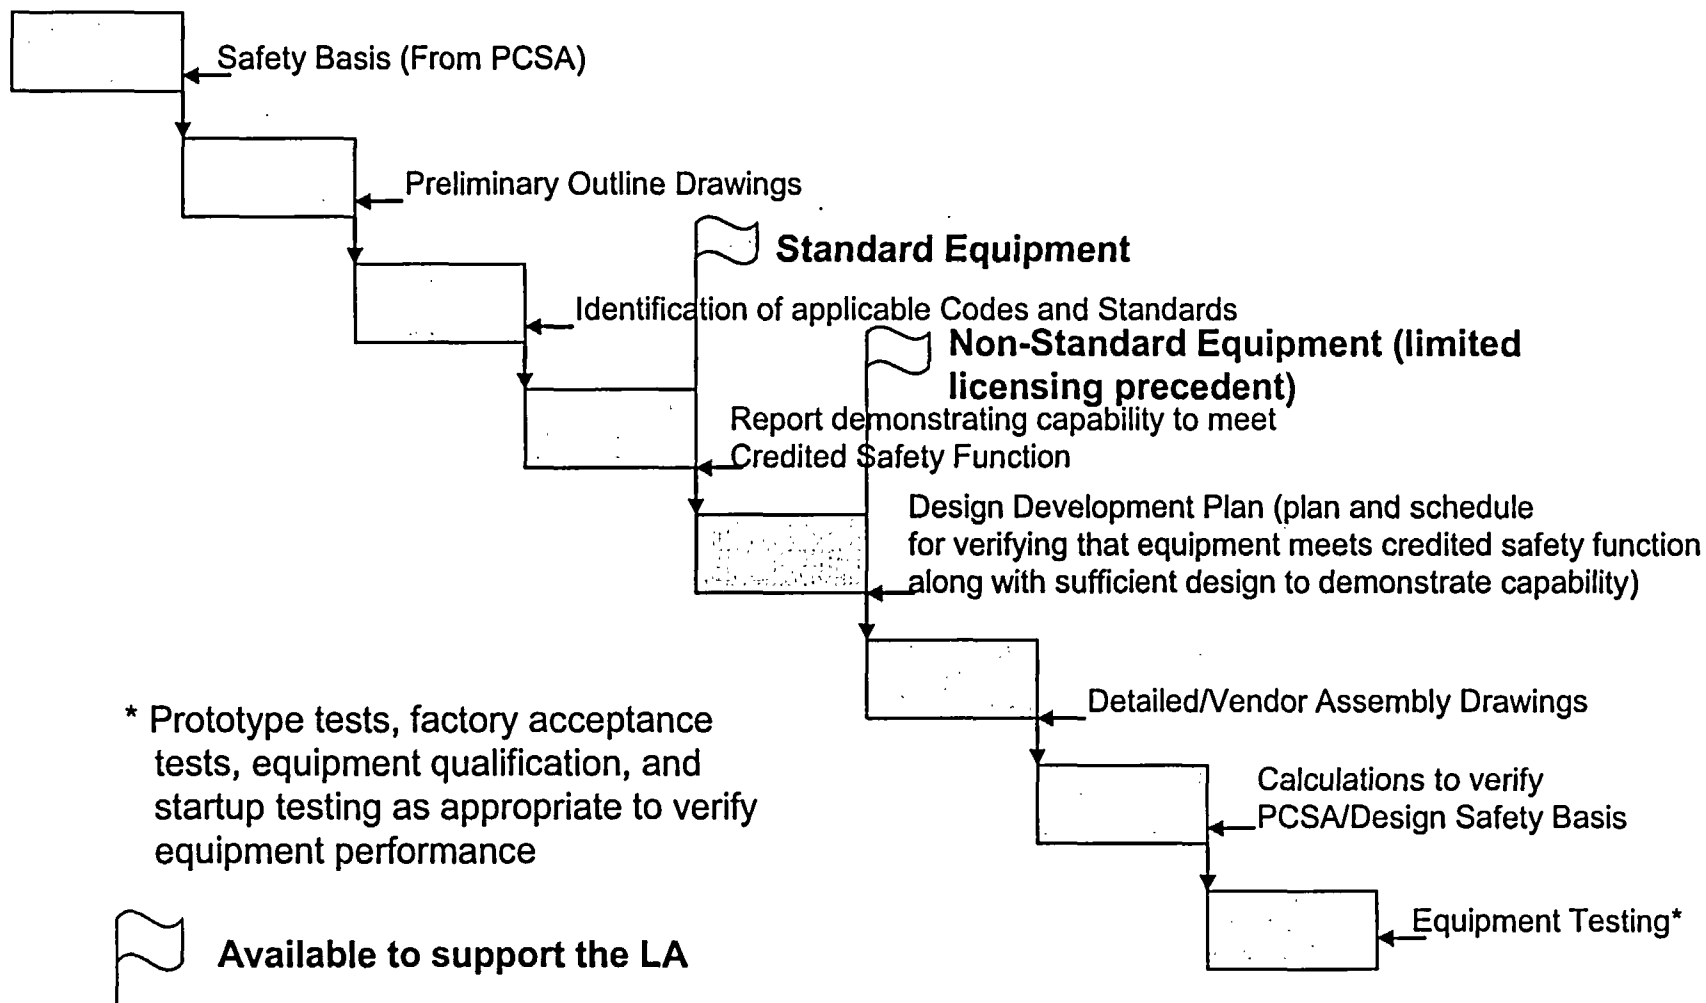 Safety Basis (From PCSA)
Preliminary Outline Drawings
Standard Equipment
Identification of applicable Codes and Standards
Non-Standard Equipment (limited
licensing precedent)
Report demonstrating capability to meet
Credited Safety Function
Design Development Plan (plan and schedule
for verifying that equipment meets credited safety function
along with sufficient design to demonstrate capability)
Detailed/Vendor Assembly Drawings
* Prototype tests, factory acceptance
tests, equipment qualification, and
startup testing as appropriate to verify
equipment performance
Calculations to verify
PCSA/Design Safety Basis
Equipment Testing*
Available to support the LA